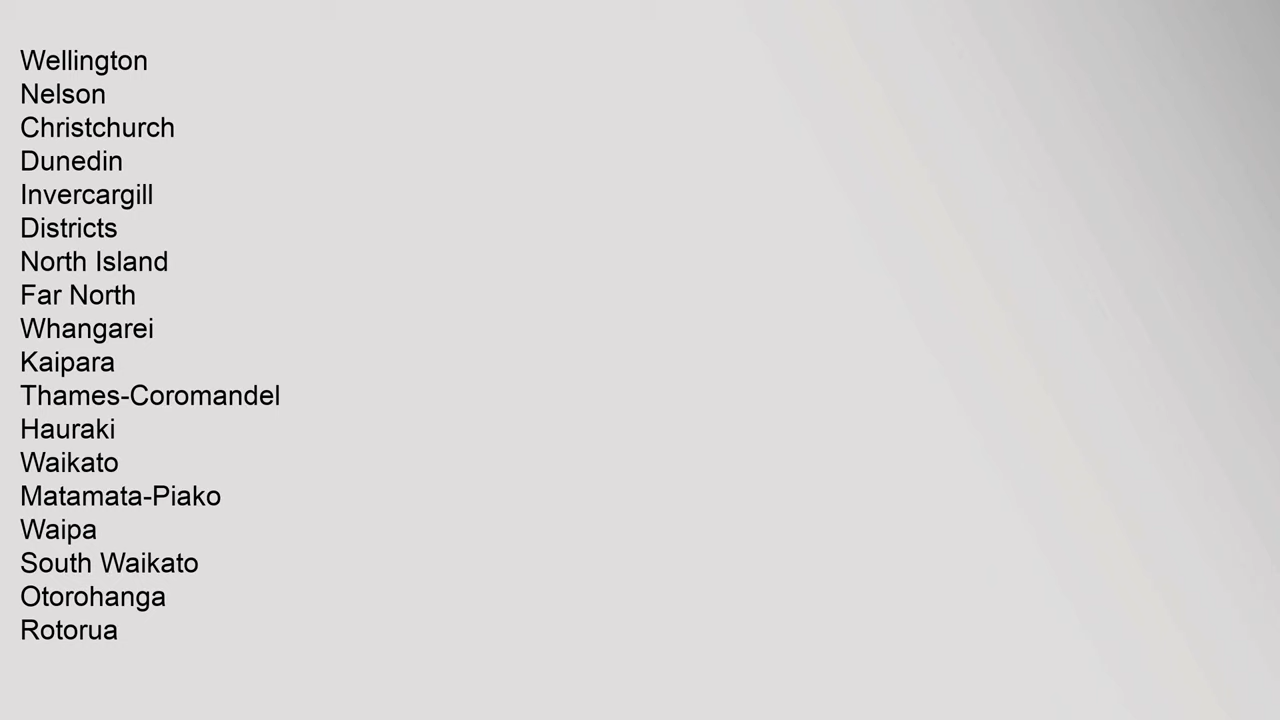 Wellington
Nelson
Christchurch
Dunedin
Invercargill
Districts
North Island
Far North
Whangarei
Kaipara
Thames-Coromandel
Hauraki
Waikato
Matamata-Piako
Waipa
South Waikato
Otorohanga
Rotorua